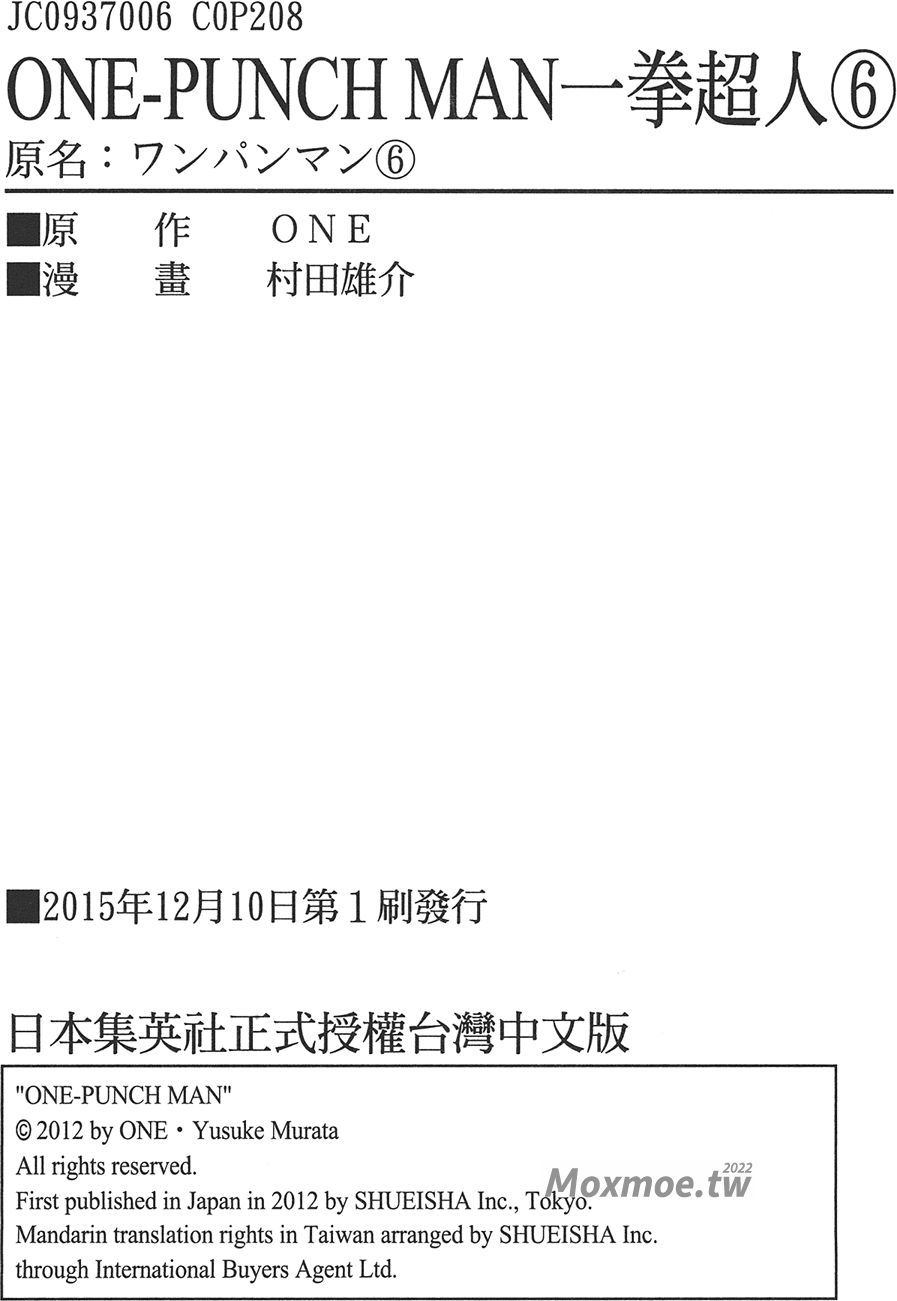 JC0937006 C0P208
ONE-PUNCH MAN一拳超人⑥
原名：ワンパンマン⑥
■原　作　ONE
■漫　畫　村田雄介
■2015年12月10日第１刷發行
日本集英社正式授權台灣中文版
"ONE-PUNCH MAN"
© 2012 by ONE・Yusuke Murata
All rights reserved.
First published in Japan in 2012 by SHUEISHA Inc., Tokyo.
Mandarin translation rights in Taiwan arranged by SHUEISHA Inc.
through International Buyers Agent Ltd.
Moxmoe.tw 2022